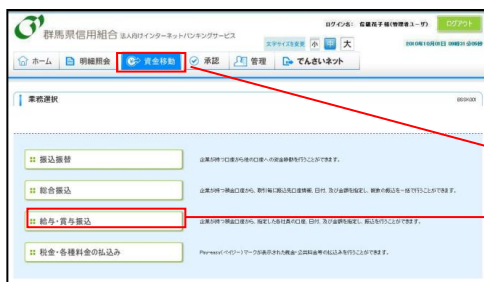 群馬県信用組合 法人向けインターネットバンキングサービス
ログイン名: 信組花子様(管理者ユーザ)
ログアウト
文字サイズを変更 小 中 大
ホーム 明細照会 資金移動 承認 管理 でんさいネット
業務選択
振込振替
企業が持つ口座から他の口座への資金移動を行うことができます。
総合振込
企業が持つ預金口座から、取引毎に振込先口座情報、日付、及び金額を指定し、複数の振込を一括で行うことができます。
給与・賞与振込
企業が持つ預金口座から、指定した各社員の口座、日付、及び金額を指定し、振込を行うことができます。
税金・各種料金の払込み
Pay-easy(ペイジー)マークが表示された税金・公共料金等の払込みを行うことができます。